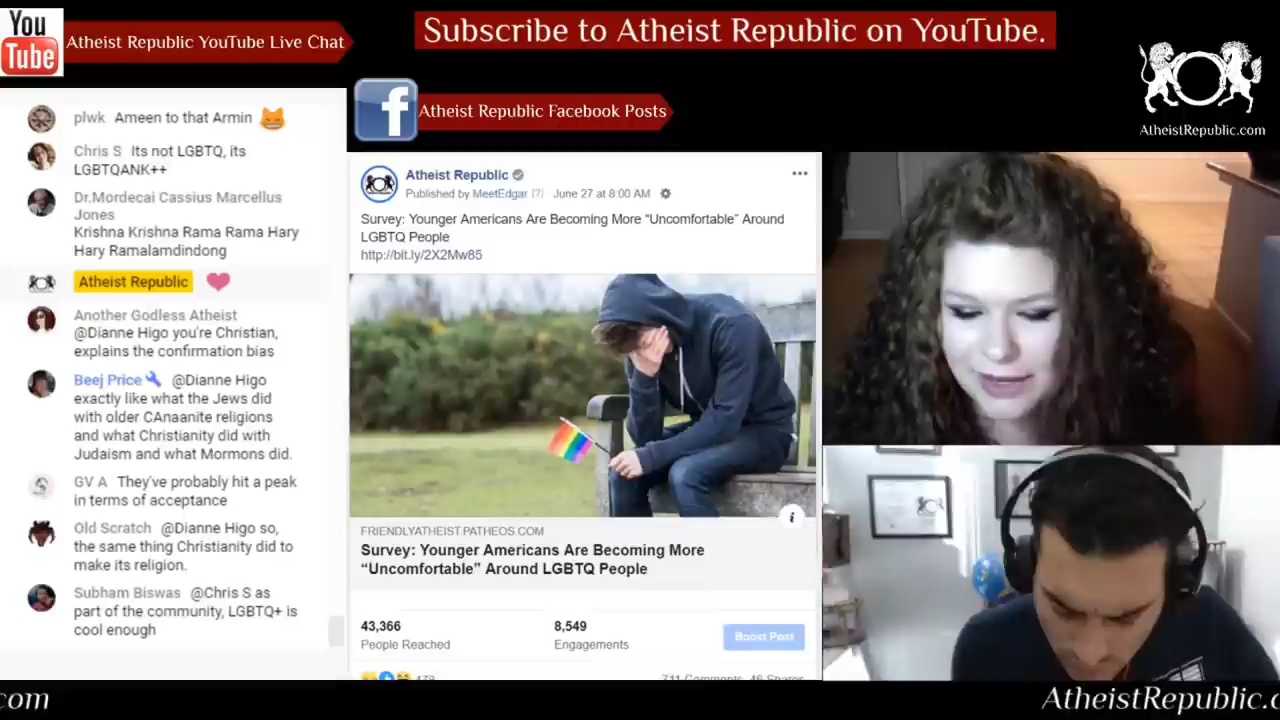 You
Tube
Atheist Republic YouTube Live Chat
Subscribe to Atheist Republic on YouTube.
AtheistRepublic.com
f
Atheist Republic Facebook Posts
plwk Ameen to that Armin
Chris S Its not LGBTQ, its
LGBTQANK++
Dr.Mordecai Cassius Marcellus
Jones
Krishna Krishna Rama Rama Hary
Hary Ramalamdindong
Atheist Republic
Another Godless Atheist
@Dianne Higo you're Christian,
explains the confirmation bias
Beej Price @Dianne Higo
exactly like what the Jews did
with older CAnaanite religions
and what Christianity did with
Judaism and what Mormons did.
GV A They've probably hit a peak
in terms of acceptance
Old Scratch @Dianne Higo so,
the same thing Christianity did to
make its religion.
Subham Biswas @Chris S as
part of the community, LGBTQ+ is
cool enough
Atheist Republic
Published by MeetEdgar [?] June 27 at 8:00 AM
Survey: Younger Americans Are Becoming More “Uncomfortable” Around
LGBTQ People
http://bit.ly/2X2Mw85
i
FRIENDLYATHEIST.PATHEOS.COM
Survey: Younger Americans Are Becoming More
“Uncomfortable” Around LGBTQ People
43,366
People Reached
8,549
Engagements
Boost Post
711 Comments 46 Shares
.com
AtheistRepublic.c